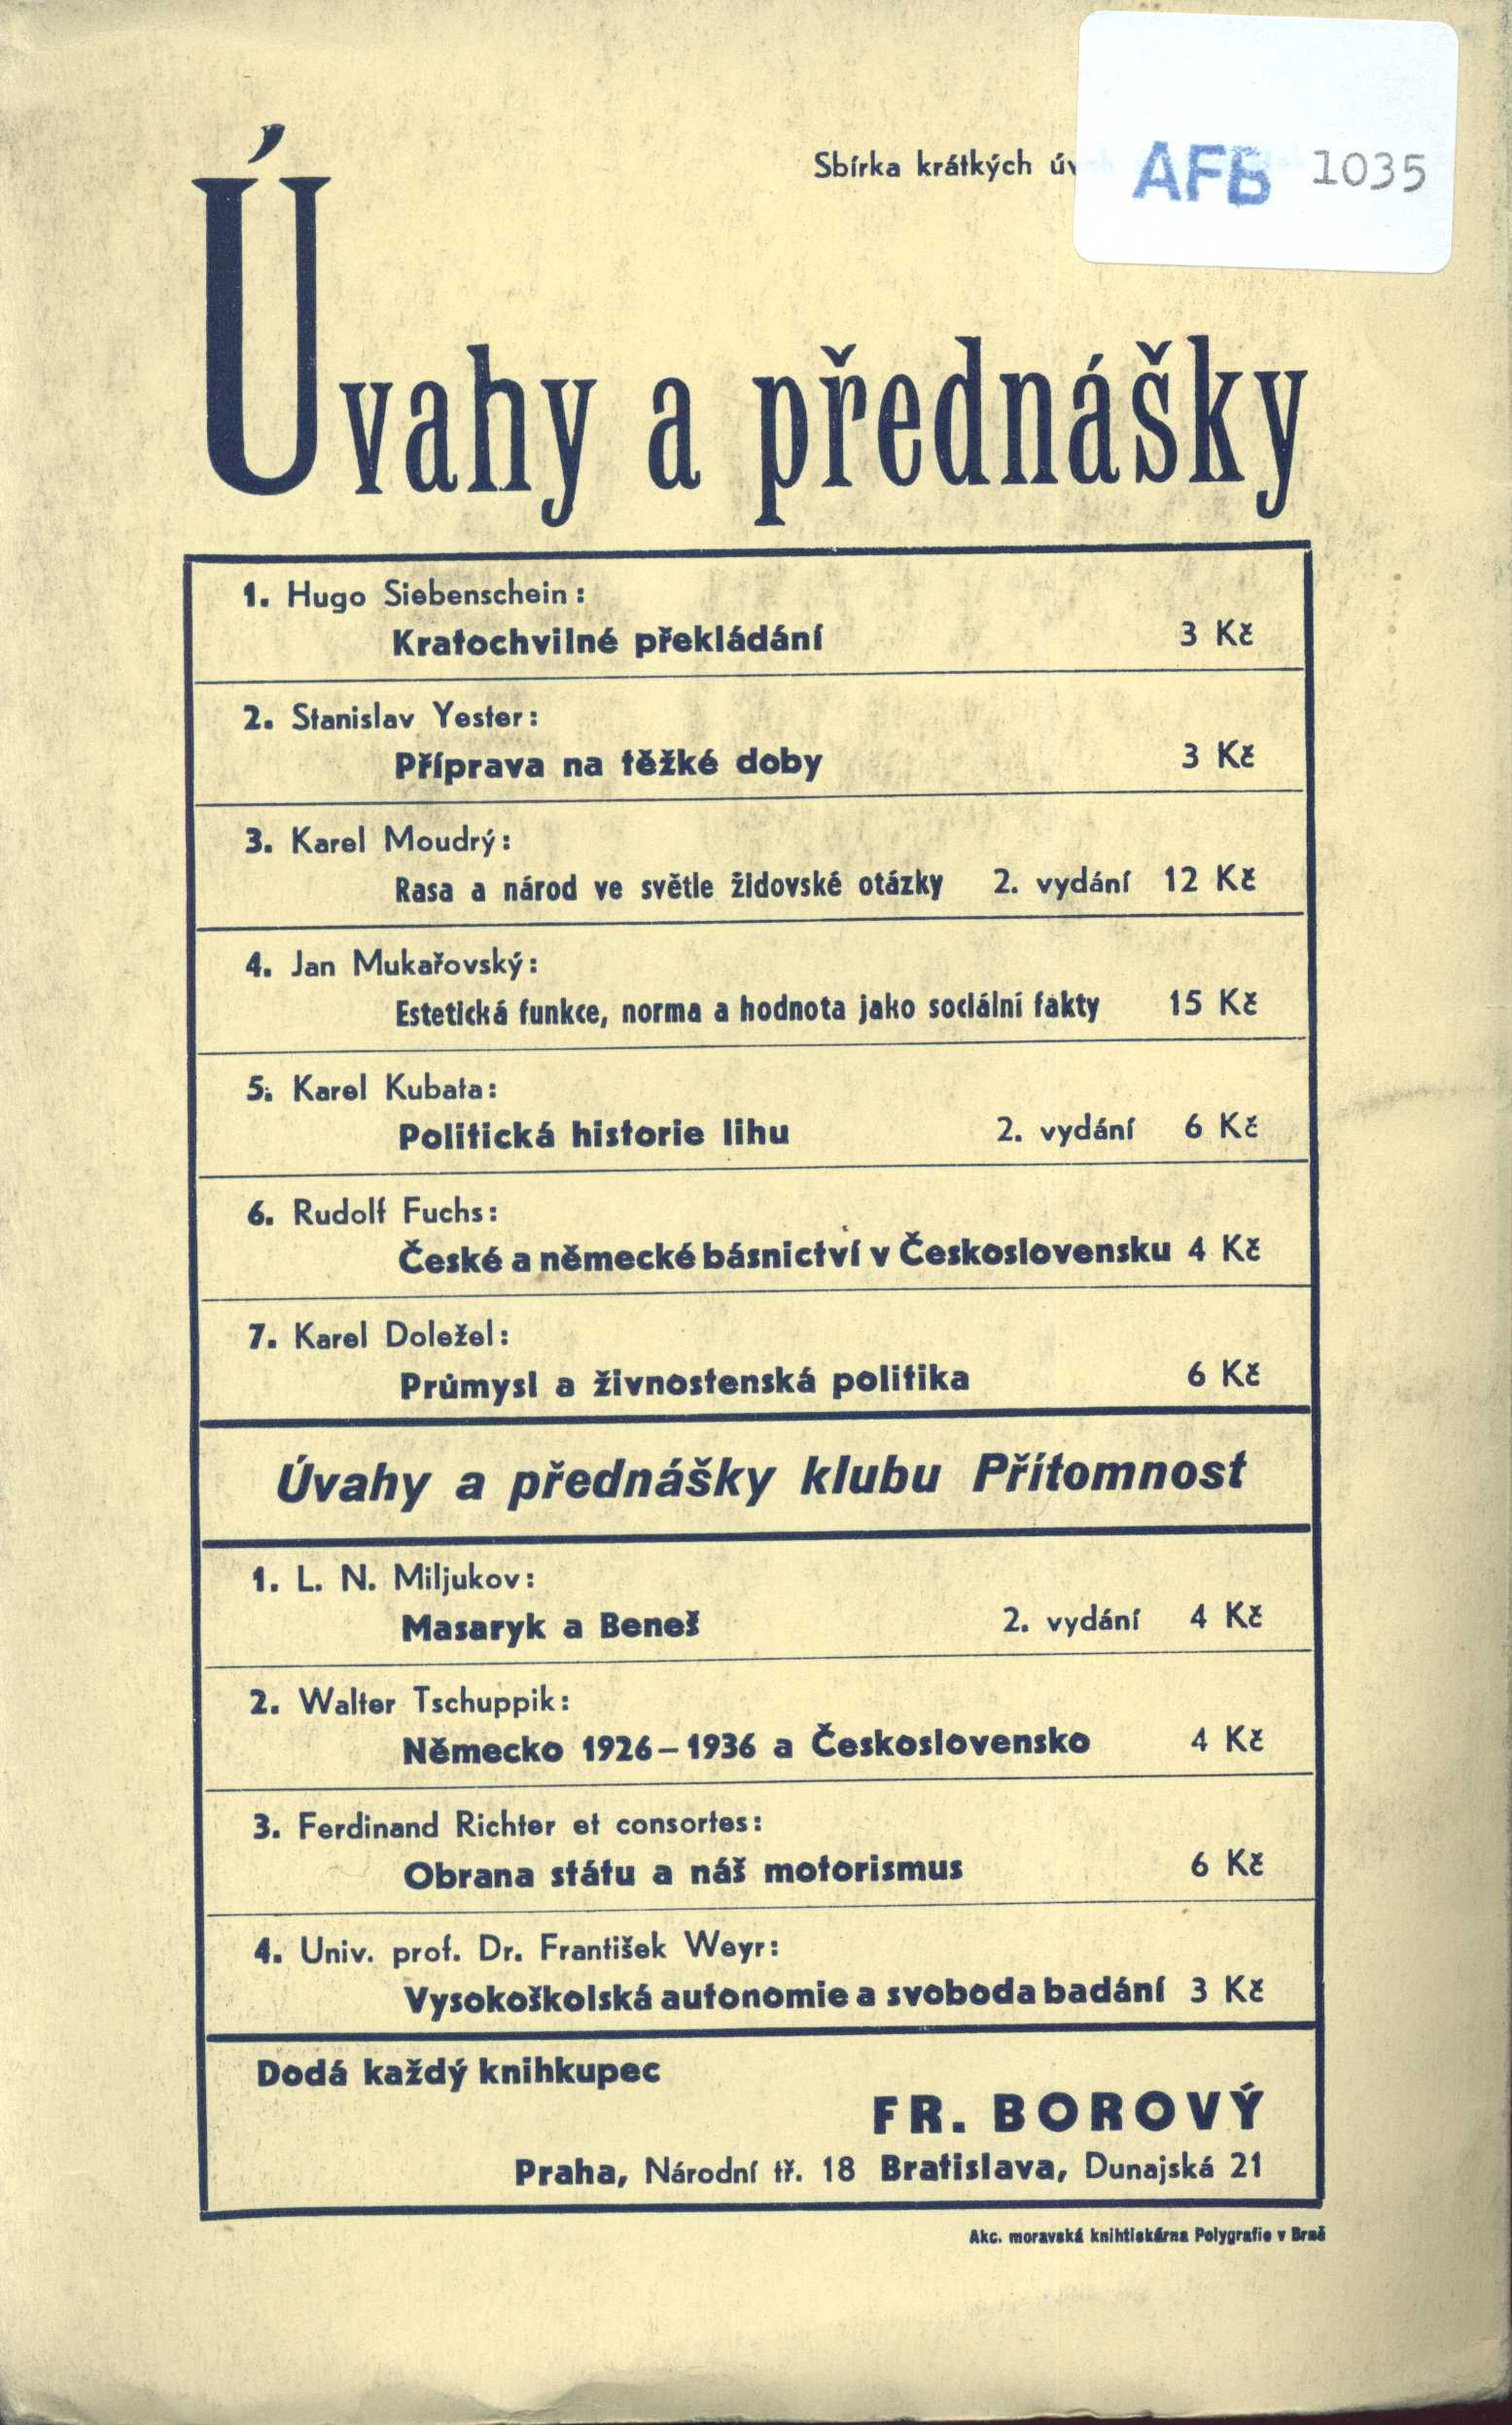 Sbírka krátkých
AFB 1035
Úvahy a přednášky
1. Hugo Siebenschein:
Kratochvilné překládání 3 Kč
2. Stanislav Yester:
Příprava na těžké doby 3 Kč
3. Karel Moudrý:
Rasa a národ ve světle židovské otázky 2. vydání 12 Kč
4. Jan Mukařovský:
Estetická funkce, norma a hodnota jako sociální fakty 15 Kč
5. Karel Kubata:
Politická historie lihu 2. vydání 6 Kč
6. Rudolf Fuchs:
České a německé básnictví v Československu 4 Kč
7. Karel Doležel:
Průmysl a živnostenská politika 6 Kč
Úvahy a přednášky klubu Přítomnost
1. L. N. Miljukov:
Masaryk a Beneš 2. vydání 4 Kč
2. Walter Tschuppik:
Německo 1926–1936 a Československo 4 Kč
3. Ferdinand Richter et consortes:
Obrana státu a náš motorismus 6 Kč
4. Univ. prof. Dr. František Weyr:
Vysokoškolská autonomie a svoboda badání 3 Kč
Dodá každý knihkupec
FR. BOROVÝ
Praha, Národní tř. 18 Bratislava, Dunajská 21
Akc. moravská knihtiskárna Polygrafie v Brně